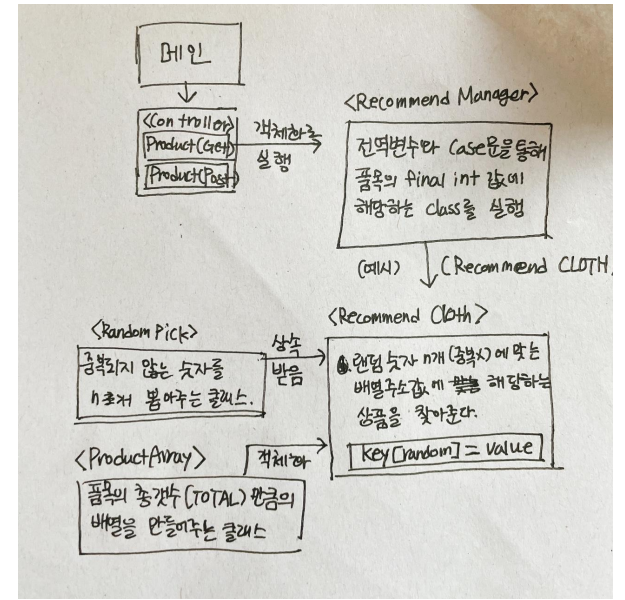 메인
<Controller>
Product(Get)
Product(Post)
객체화로
실행
<Recommend Manager>
전역변수와 Case문을 통해
품목의 final int 값에
해당하는 class를 실행
(예시)
(Recommend CLOTH.
<Random Pick>
중복되지 않는 숫자를
뽑아주는 클래스.
상속
받음
<Recommend Cloth>
랜덤 숫자 n개 (중복x)에 맞는
배열주소값에 해당하는
상품을 찾아준다.
key[random] = value
<ProductArray>
객체화
품목의 총갯수(TOTAL)만큼의
배열을 만들어주는 클래스